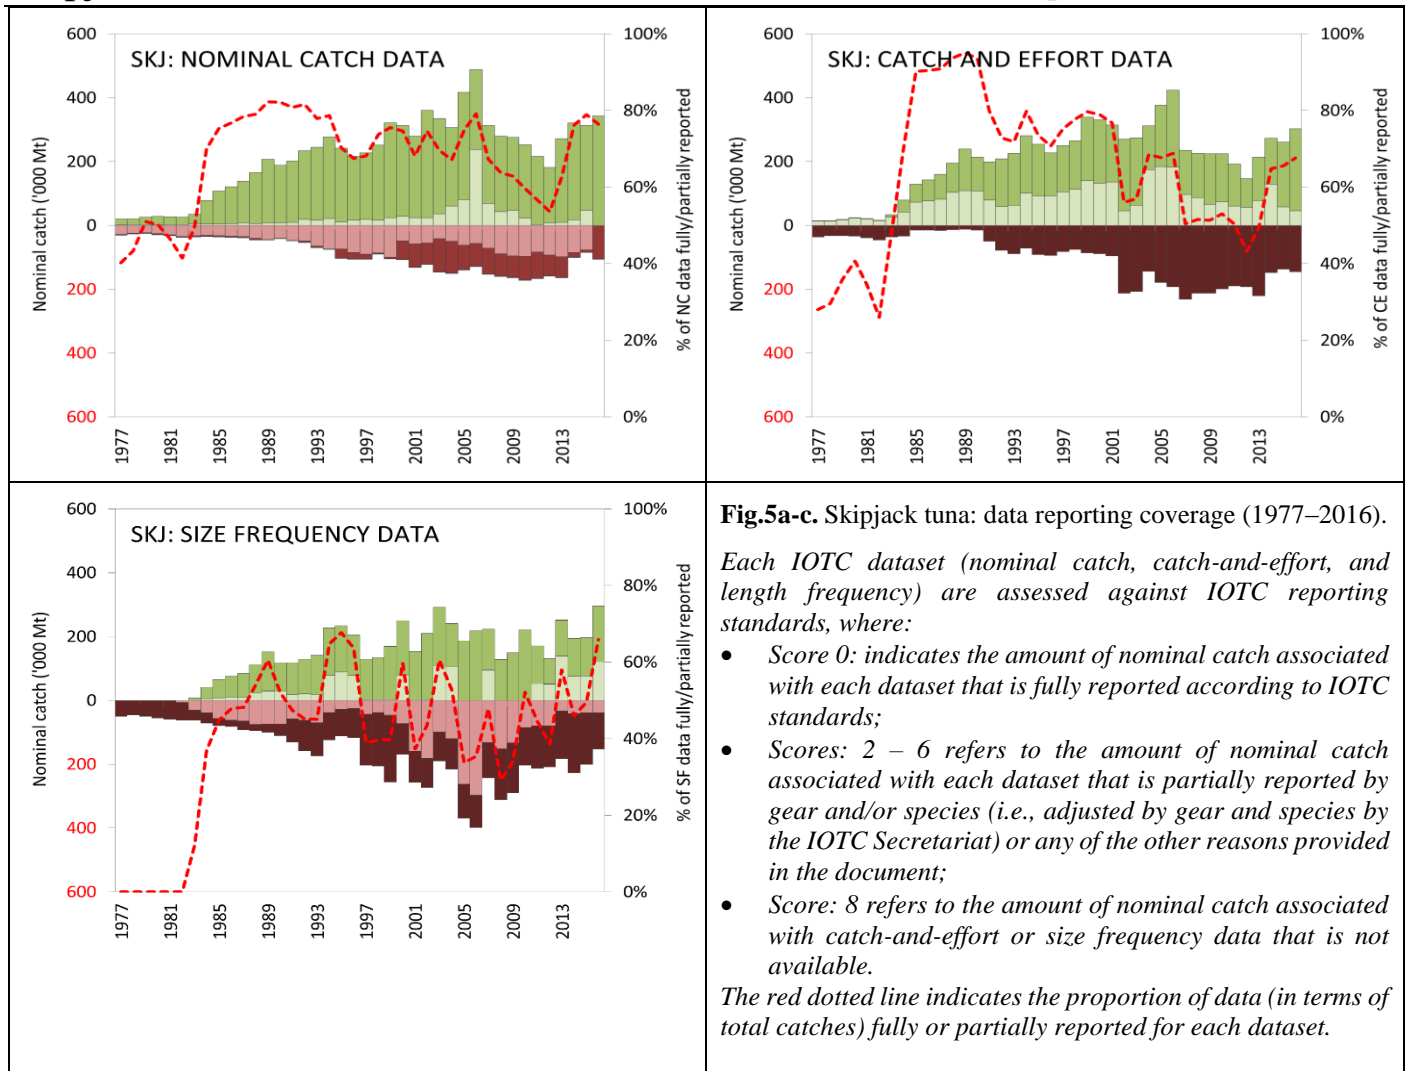 SKJ: NOMINAL CATCH DATA
Nominal catch ('000 Mt)
600
400
200
0
200
400
600
100%
80%
60%
40%
20%
0%
% of NC data fully/partially reported
1977
1981
1985
1989
1993
1997
2001
2005
2009
2013
SKJ: CATCH AND EFFORT DATA
Nominal catch ('000 Mt)
600
400
200
0
200
400
600
100%
80%
60%
40%
20%
0%
% of CE data fully/partially reported
1977
1981
1985
1989
1993
1997
2001
2005
2009
2013
SKJ: SIZE FREQUENCY DATA
Nominal catch ('000 Mt)
600
400
200
0
200
400
600
100%
80%
60%
40%
20%
0%
% of SF data fully/partially reported
1977
1981
1985
1989
1993
1997
2001
2005
2009
2013
Fig.5a-c. Skipjack tuna: data reporting coverage (1977–2016).
Each IOTC dataset (nominal catch, catch-and-effort, and
length frequency) are assessed against IOTC reporting
standards, where:
• Score 0: indicates the amount of nominal catch associated
with each dataset that is fully reported according to IOTC
standards;
• Scores: 2 – 6 refers to the amount of nominal catch
associated with each dataset that is partially reported by
gear and/or species (i.e., adjusted by gear and species by
the IOTC Secretariat) or any of the other reasons provided
in the document;
• Score: 8 refers to the amount of nominal catch associated
with catch-and-effort or size frequency data that is not
available.
The red dotted line indicates the proportion of data (in terms of
total catches) fully or partially reported for each dataset.